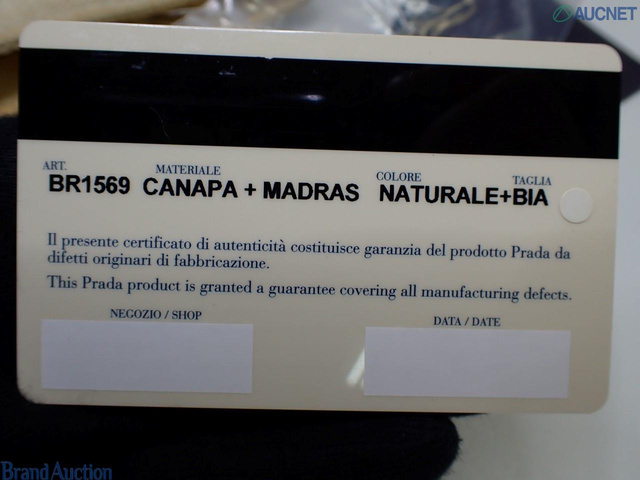 AUCNET
ART. MATERIALE COLORE TAGLIA
BR1569 CANAPA + MADRAS NATURALE+BIA
Il presente certificato di autenticità costituisce garanzia del prodotto Prada da
difetti originari di fabbricazione.
This Prada product is granted a guarantee covering all manufacturing defects.
NEGOZIO / SHOP DATA / DATE
Brand Auction